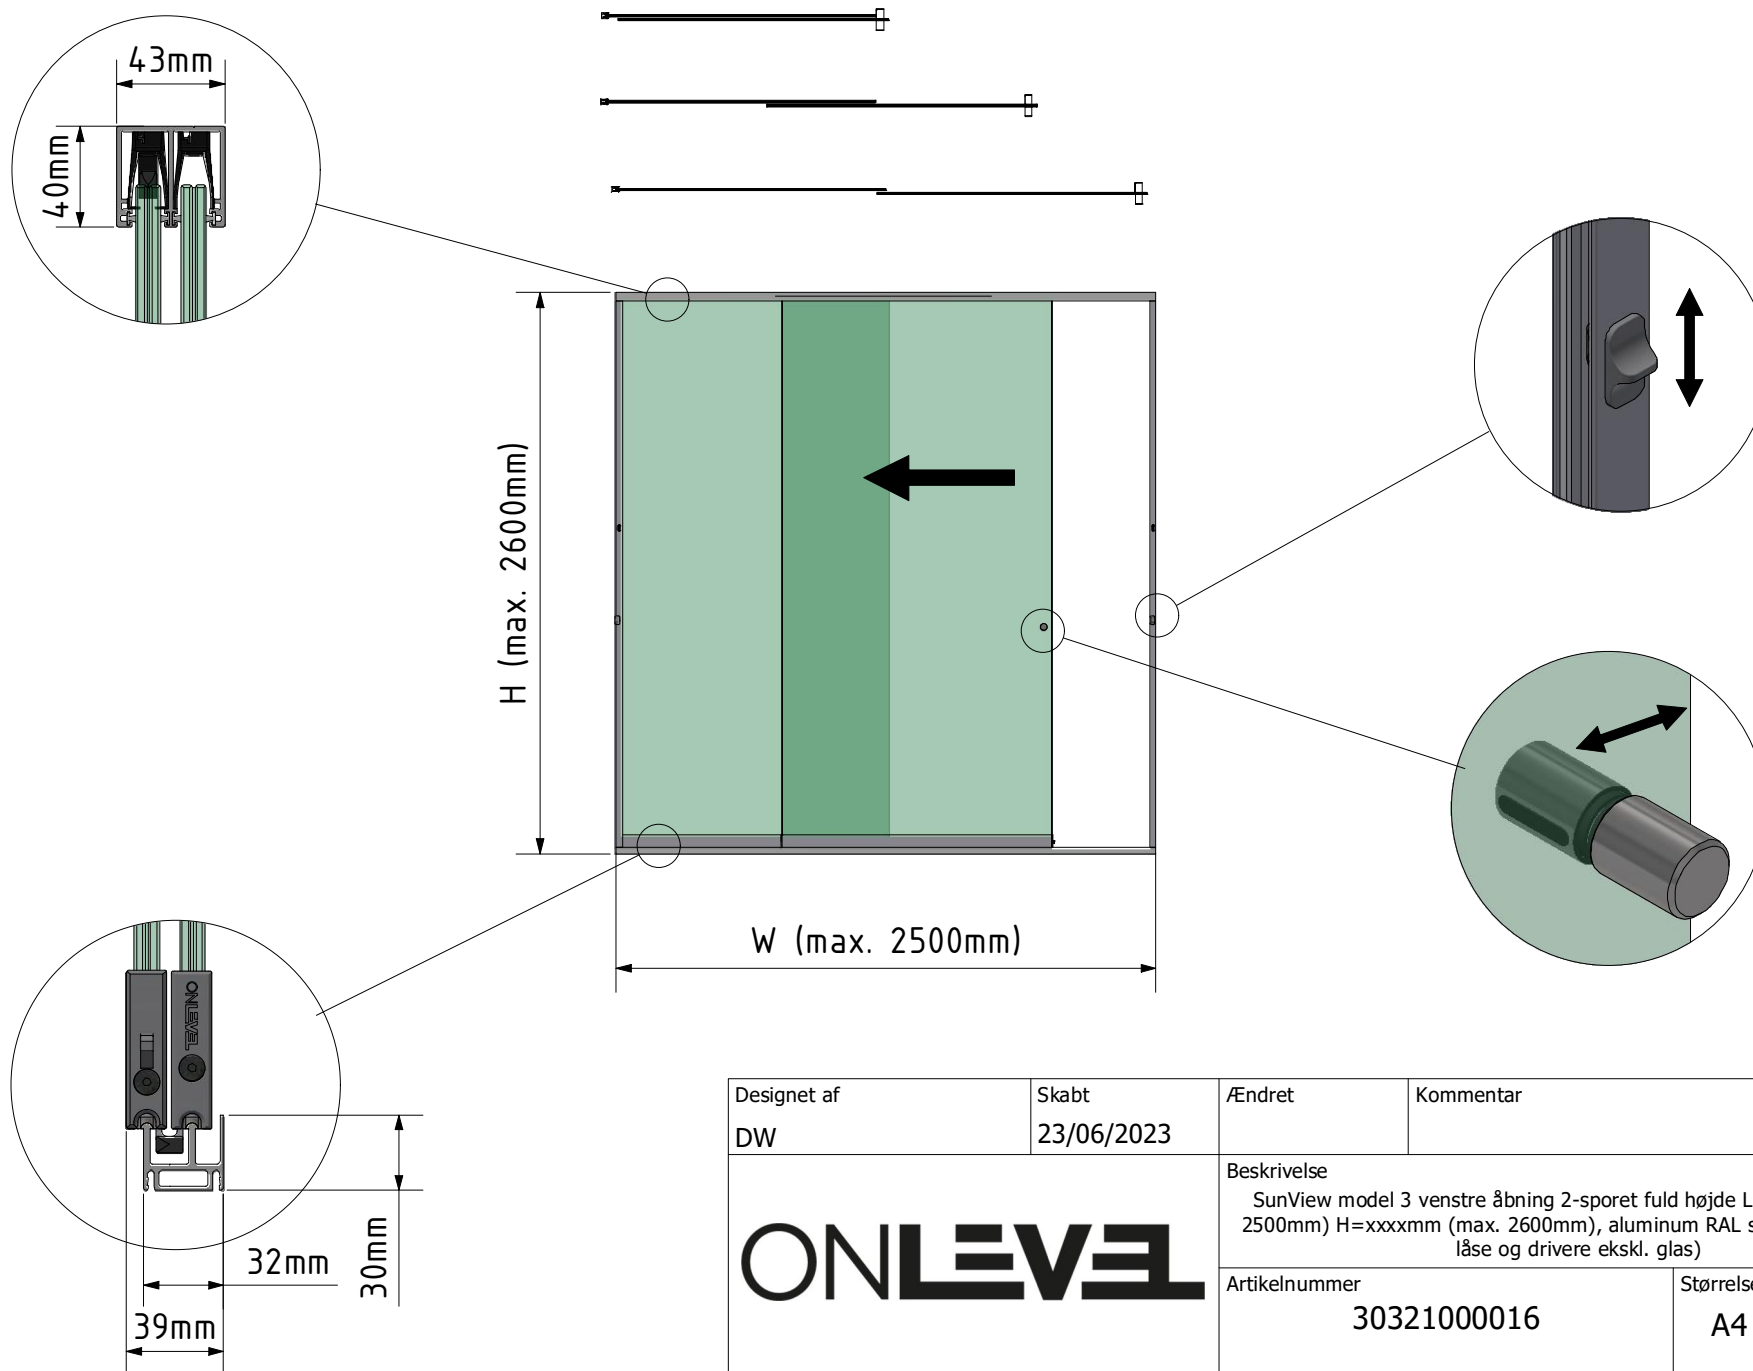 43mm
40mm
H (max. 2600mm)
W (max. 2500mm)
ONLEVEL
30mm
32mm
39mm
Designet af
DW
Skabt
23/06/2023
Ændret
Kommentar
ONLEVEL
Beskrivelse
SunView model 3 venstre åbning 2-sporet fuld højde L
2500mm) H=xxxxmm (max. 2600mm), aluminum RAL s
låse og drivere ekskl. glas)
Artikelnummer
30321000016
Størrelse
A4